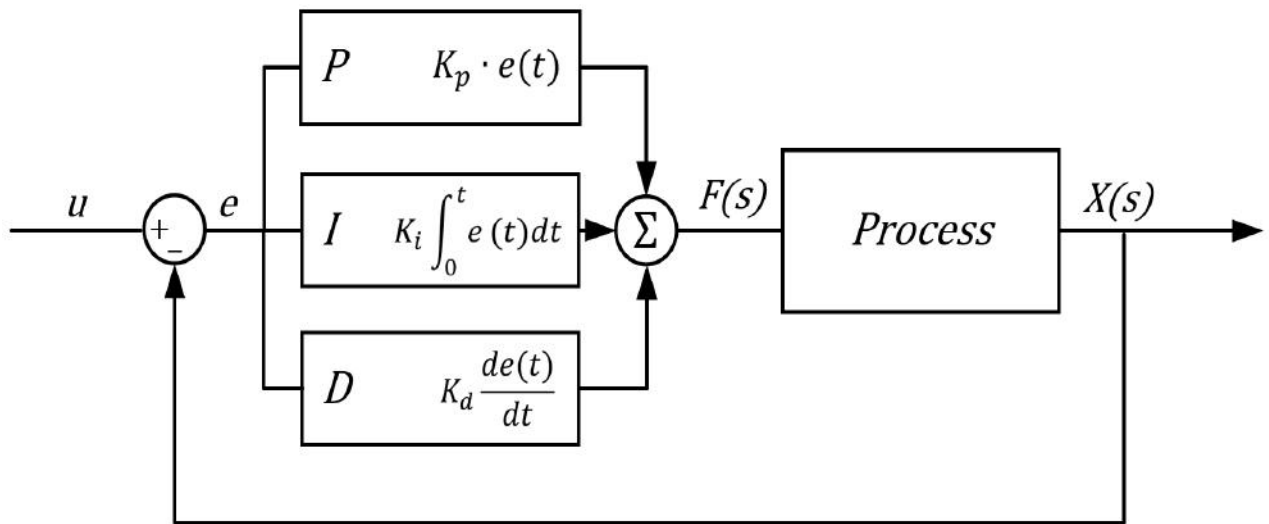 P K_p · e(t)
u + − e
I K_i ∫_0^t e (t)dt
Σ
F(s)
Process
X(s)
D K_d de(t)/dt